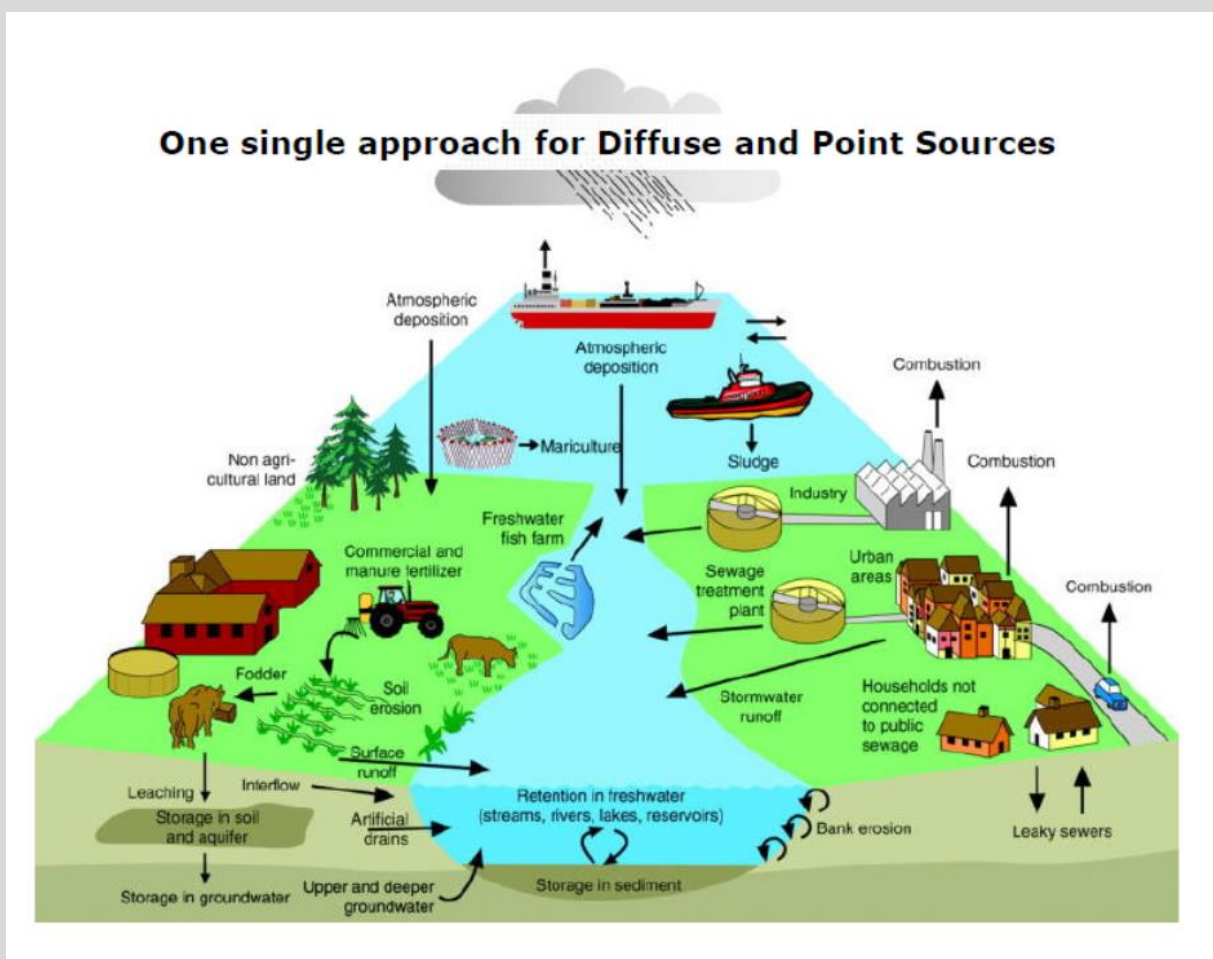 One single approach for Diffuse and Point Sources
Atmospheric
deposition
Atmospheric
deposition
Combustion
Mariculture
Sludge
Combustion
Non agri-
cultural land
Industry
Freshwater
fish farm
Commercial and
manure fertilizer
Sewage
treatment
plant
Urban
areas
Combustion
Fodder
Soil
erosion
Stormwater
runoff
Households not
connected
to public
sewage
Surface
runoff
Leaching
Interflow
Retention in freshwater
(streams, rivers, lakes, reservoirs)
Storage in soil
and aquifer
Artificial
drains
Bank erosion
Leaky sewers
Storage in groundwater
Upper and deeper
groundwater
Storage in sediment